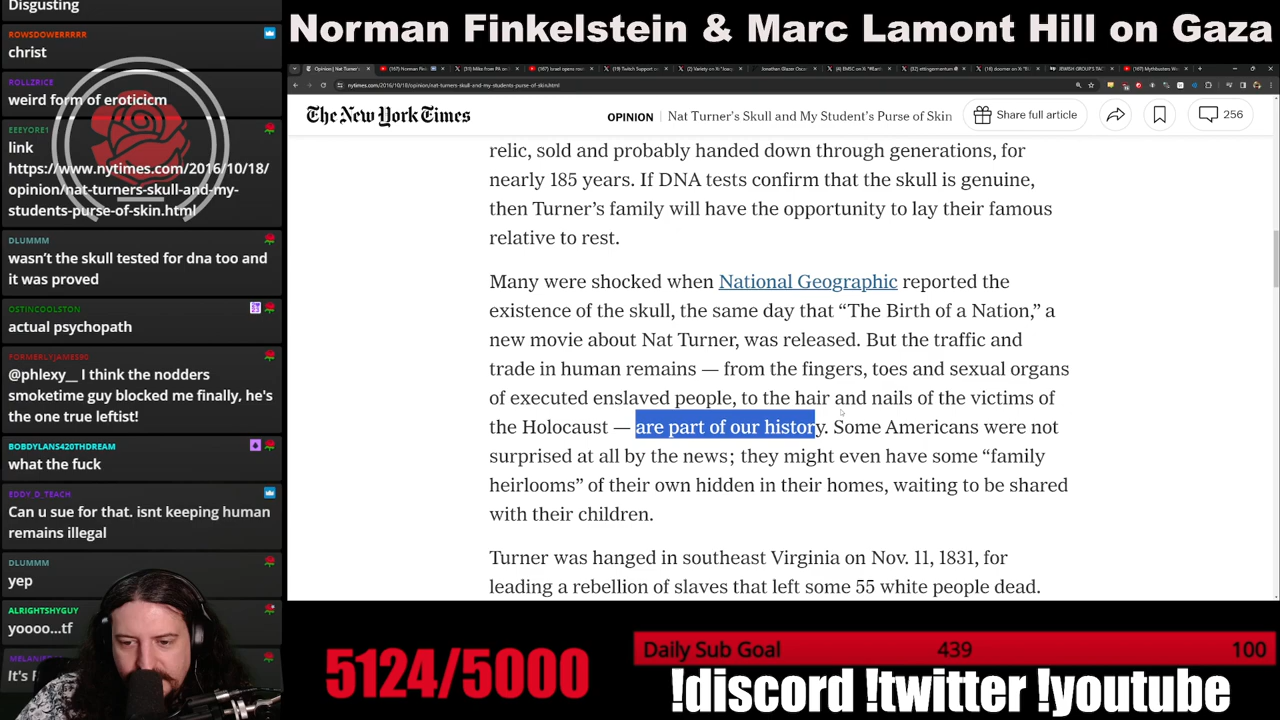 Disgusting
ROWSDOWERRRRR
christ
ROLLZRICE
weird form of eroticicm
EEEYORE1
link
https://www.nytimes.com/2016/10/18/
opinion/nat-turners-skull-and-my-
students-purse-of-skin.html
DLUMMM
wasn't the skull tested for dna too and
it was proved
OSTINCOOLSTON
actual psychopath
FORMERLYJAMES90
@phlexy__ I think the nodders
smoketime guy blocked me finally, he's
the one true leftist!
BOBDYLANS420THDREAM
what the fuck
EDDY_D_TEACH
Can u sue for that. isnt keeping human
remains illegal
DLUMMM
yep
ALRIGHTSHYGUY
yoooo...tf
Norman Finkelstein & Marc Lamont Hill on Gaza
nytimes.com/2016/10/18/opinion/nat-turners-skull-and-my-students-purse-of-skin.html
The New York Times
OPINION | Nat Turner's Skull and My Student's Purse of Skin
Share full article
256
relic, sold and probably handed down through generations, for
nearly 185 years. If DNA tests confirm that the skull is genuine,
then Turner's family will have the opportunity to lay their famous
relative to rest.
Many were shocked when National Geographic reported the
existence of the skull, the same day that “The Birth of a Nation,” a
new movie about Nat Turner, was released. But the traffic and
trade in human remains — from the fingers, toes and sexual organs
of executed enslaved people, to the hair and nails of the victims of
the Holocaust — are part of our history. Some Americans were not
surprised at all by the news; they might even have some “family
heirlooms” of their own hidden in their homes, waiting to be shared
with their children.
Turner was hanged in southeast Virginia on Nov. 11, 1831, for
leading a rebellion of slaves that left some 55 white people dead.
5124/5000
Daily Sub Goal 439 100
!discord !twitter !youtube